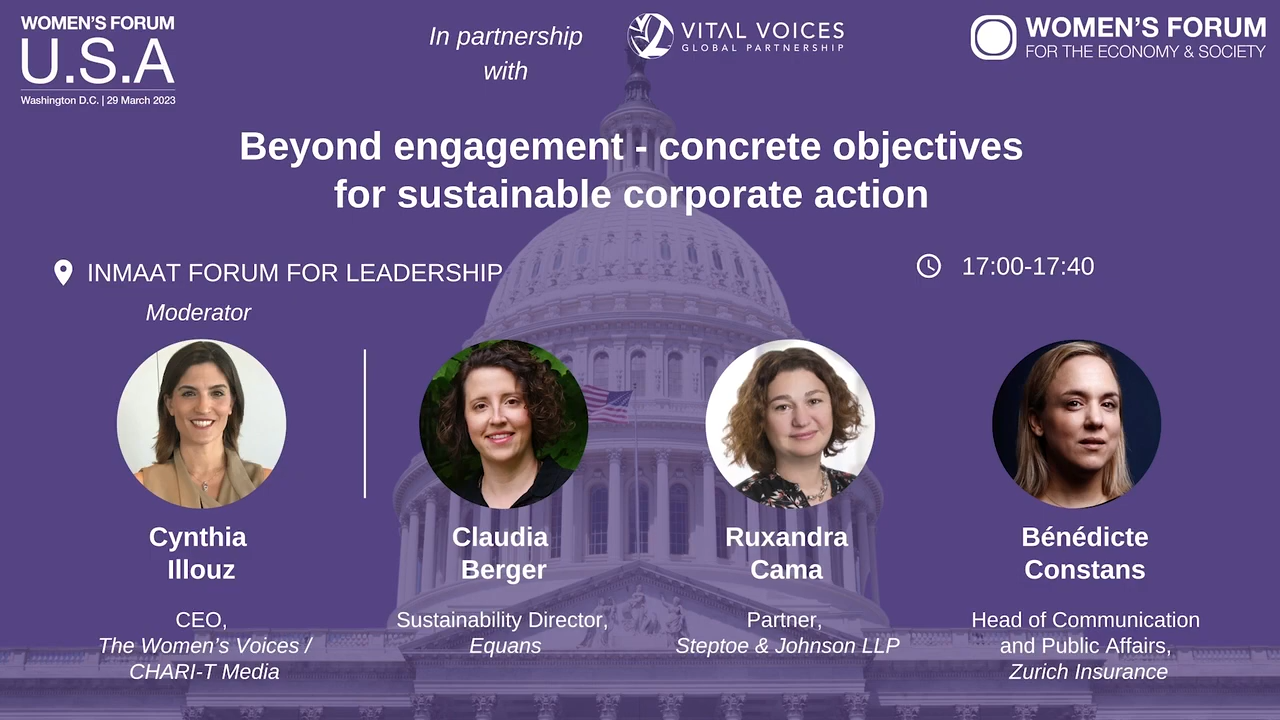 WOMEN'S FORUM
U.S.A
Washington D.C. | 29 March 2023
In partnership
with
VITAL VOICES
GLOBAL PARTNERSHIP
WOMEN'S FORUM
FOR THE ECONOMY & SOCIETY
Beyond engagement - concrete objectives
for sustainable corporate action
INMAAT FORUM FOR LEADERSHIP
17:00-17:40
Moderator
Cynthia
Illouz
CEO,
The Women's Voices /
CHARI-T Media
Claudia
Berger
Sustainability Director,
Equans
Ruxandra
Cama
Partner,
Steptoe & Johnson LLP
Bénédicte
Constans
Head of Communication
and Public Affairs,
Zurich Insurance